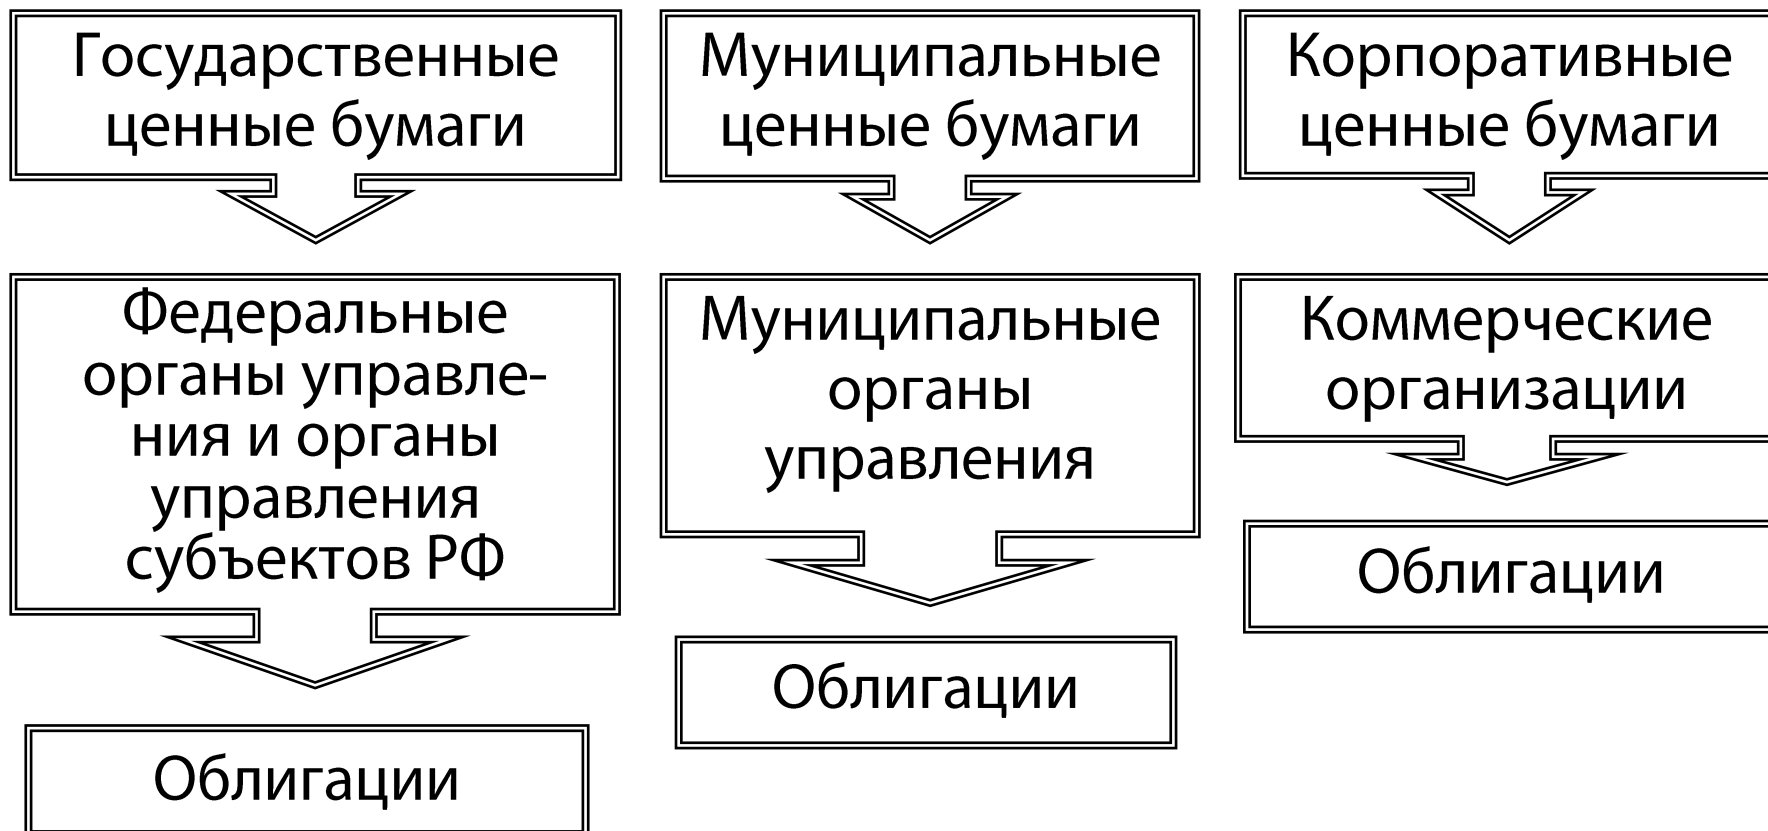 Государственные
ценные бумаги
Муниципальные
ценные бумаги
Корпоративные
ценные бумаги
Федеральные
органы управле-
ния и органы
управления
субъектов РФ
Муниципальные
органы
управления
Коммерческие
организации
Облигации
Облигации
Облигации